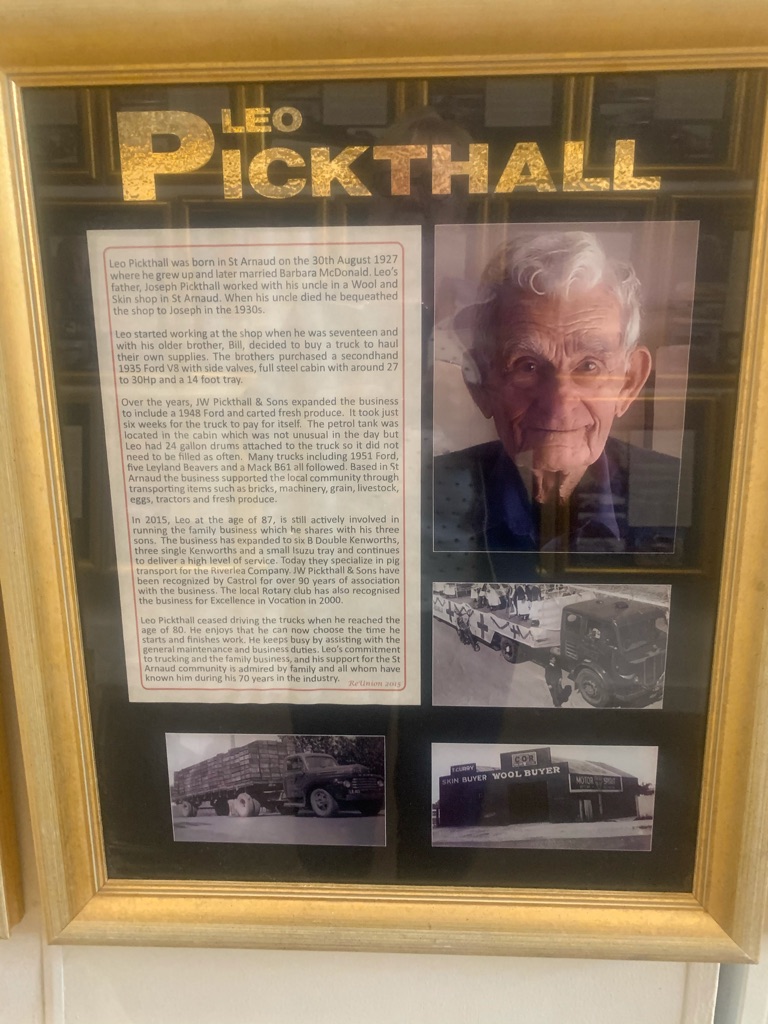 LEO
PICKTHALL
Leo Pickthall was born in St Arnaud on the 30th August 1927
where he grew up and later married Barbara McDonald. Leo's
father, Joseph Pickthall worked with his uncle in a Wool and
Skin shop in St Arnaud. When his uncle died he bequeathed
the shop to Joseph in the 1930s.
Leo started working at the shop when he was seventeen and
with his older brother, Bill, decided to buy a truck to haul
their own supplies. The brothers purchased a secondhand
1935 Ford V8 with side valves, full steel cabin with around 27
to 30Hp and a 14 foot tray.
Over the years, JW Pickthall & Sons expanded the business
to include a 1948 Ford and carted fresh produce. It took just
six weeks for the truck to pay for itself. The petrol tank was
located in the cabin which was not unusual in the day but
Leo had 24 gallon drums attached to the truck so it did not
need to be filled as often. Many trucks including 1951 Ford,
five Leyland Beavers and a Mack B61 all followed. Based in St
Arnaud the business supported the local community through
transporting items such as bricks, machinery, grain, livestock,
eggs, tractors and fresh produce.
In 2015, Leo at the age of 87, is still actively involved in
running the family business which he shares with his three
sons. The business has expanded to six B Double Kenworths,
three single Kenworths and a small Isuzu tray and continues
to deliver a high level of service. Today they specialize in pig
transport for the Riverlea Company. JW Pickthall & Sons have
been recognized by Castrol for over 90 years of association
with the business. The local Rotary club has also recognised
the business for Excellence in Vocation in 2000.
Leo Pickthall ceased driving the trucks when he reached the
age of 80. He enjoys that he can now choose the time he
starts and finishes work. He keeps busy by assisting with the
general maintenance and business duties. Leo's commitment
to trucking and the family business, and his support for the St
Arnaud community is admired by family and all whom have
known him during his 70 years in the industry.
Re'Union 2015
COR
SKIN BUYER WOOL BUYER
MOTOR